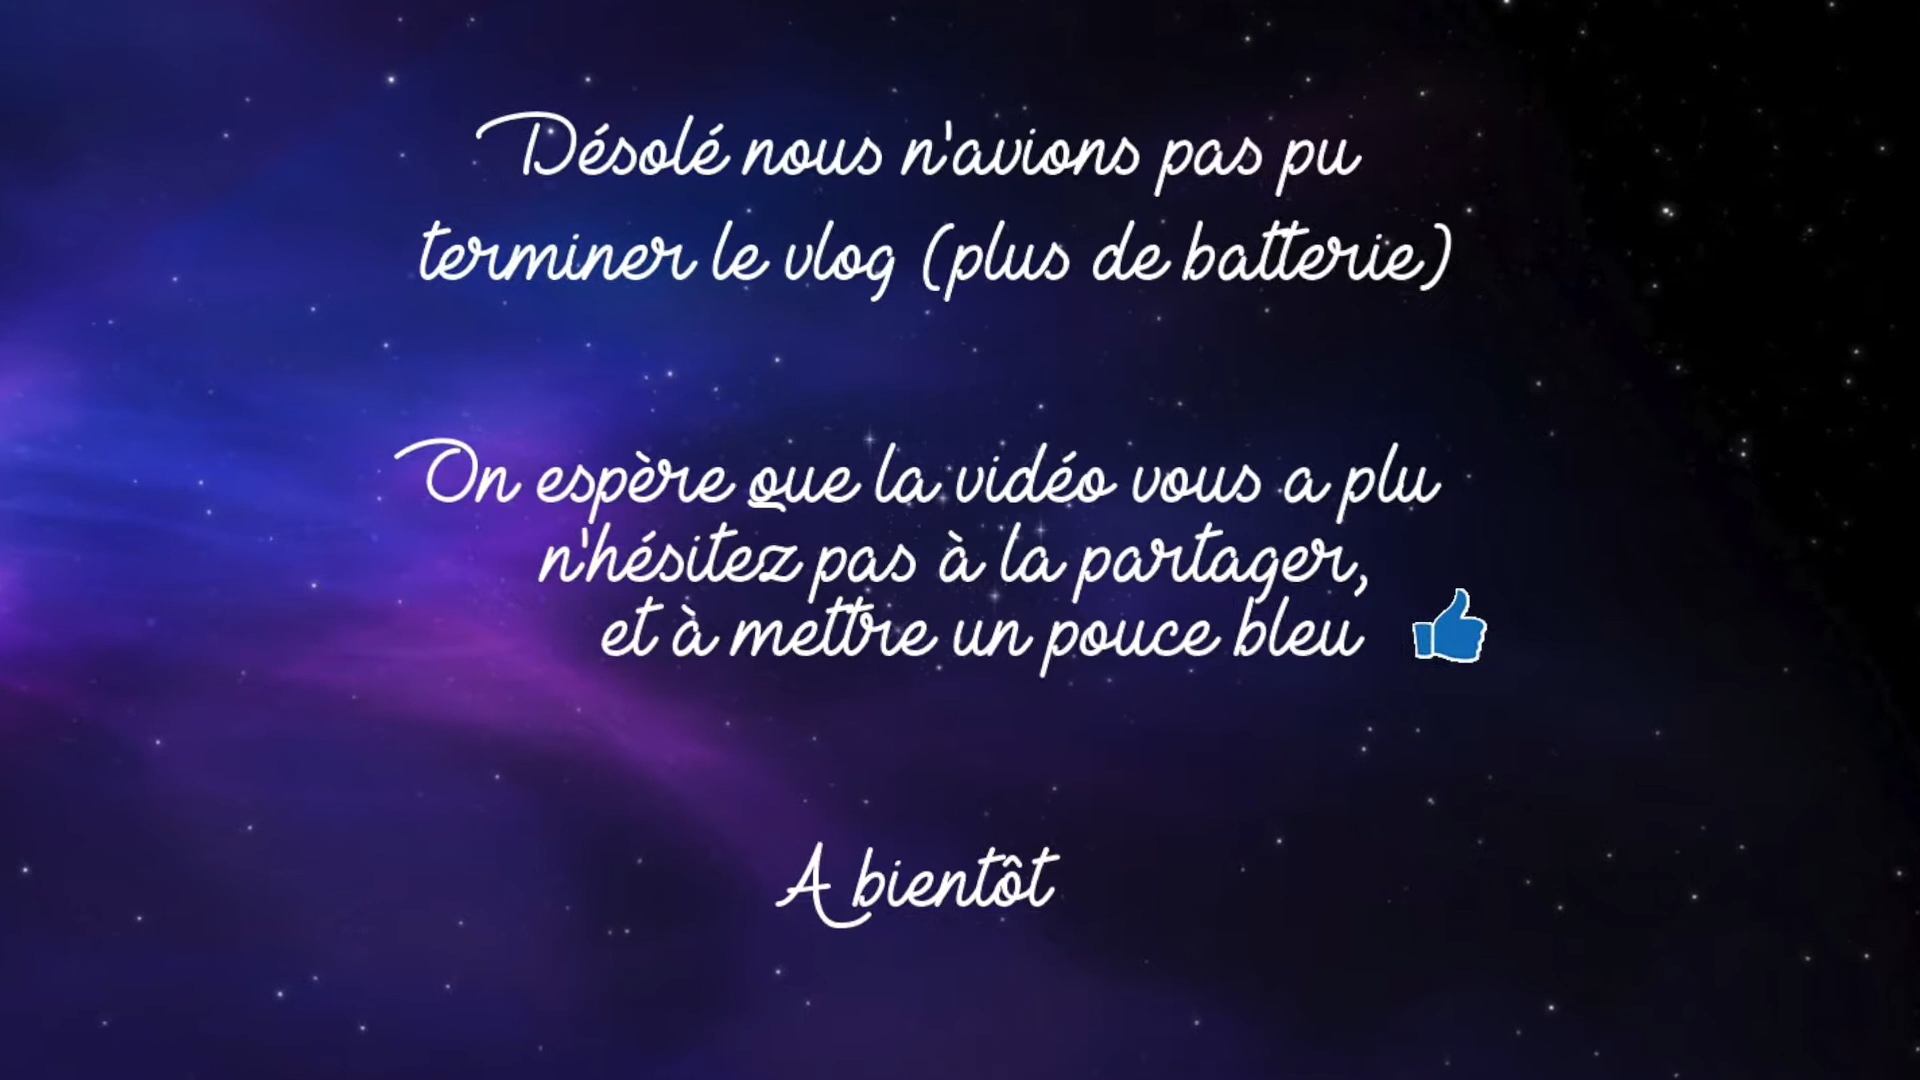 Désolé nous n'avions pas pu
terminer le vlog (plus de batterie)
On espère que la vidéo vous a plu
n'hésitez pas à la partager,
et à mettre un pouce bleu
A bientôt